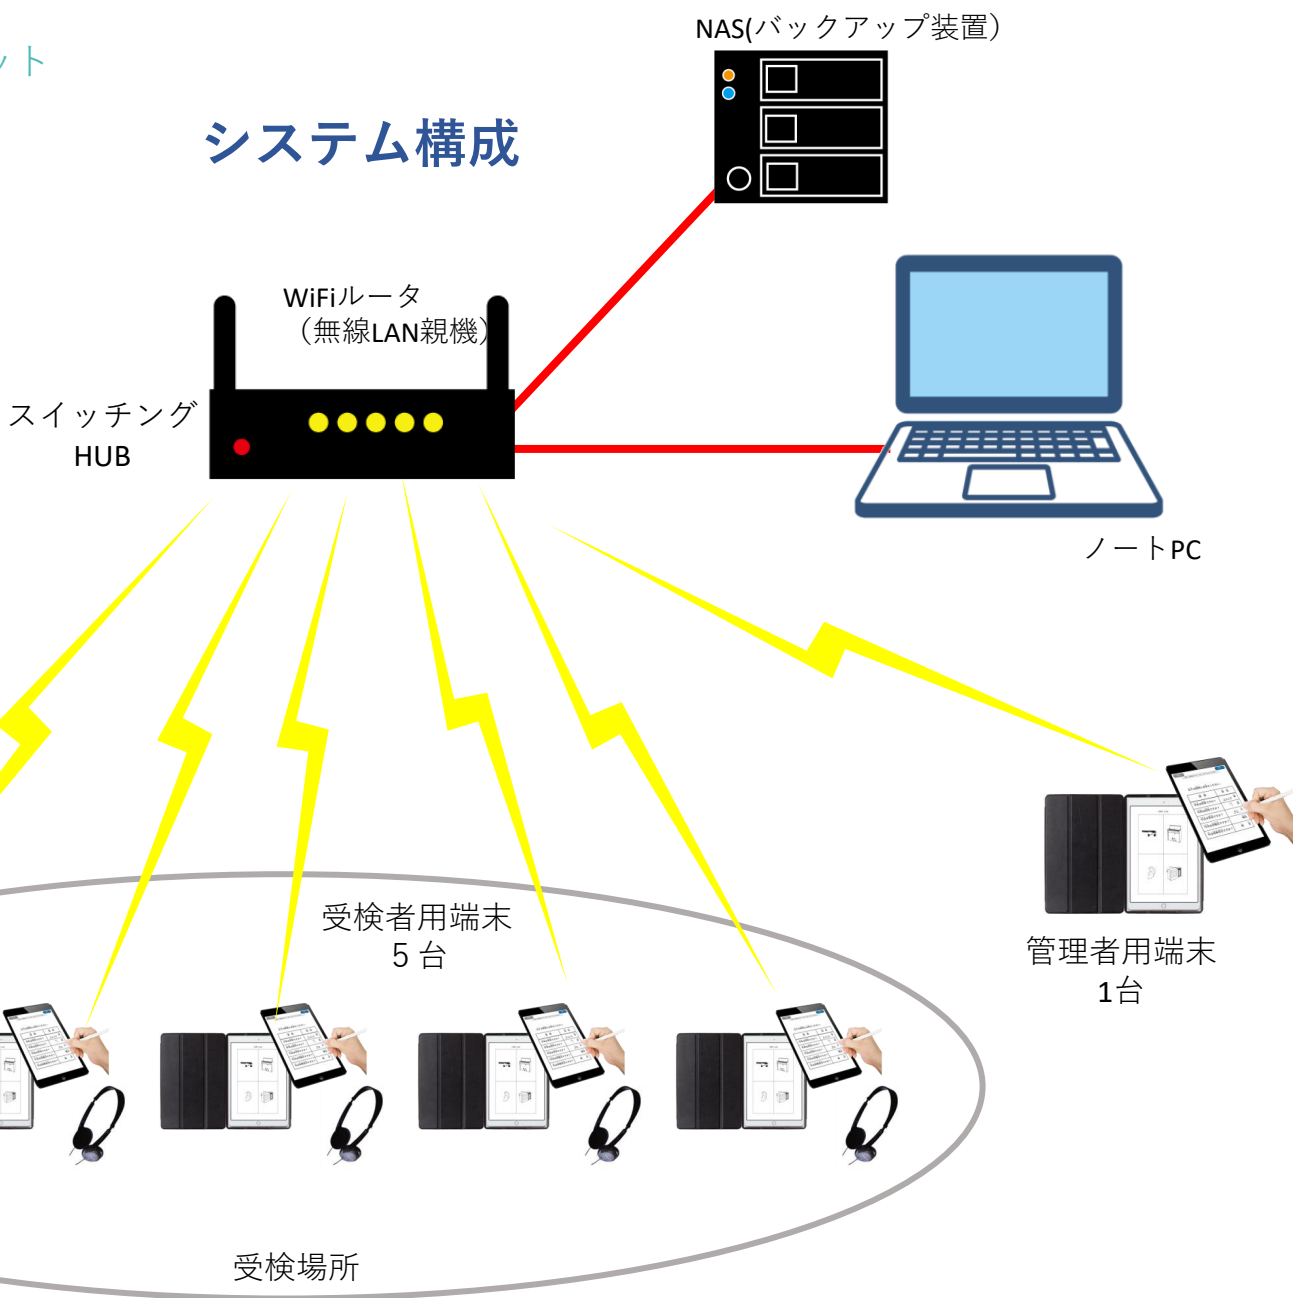 ット
システム構成
NAS(バックアップ装置）
WiFiルータ
（無線LAN親機）
スイッチング
HUB
ノートPC
受検者用端末
５台
管理者用端末
1台
受検場所